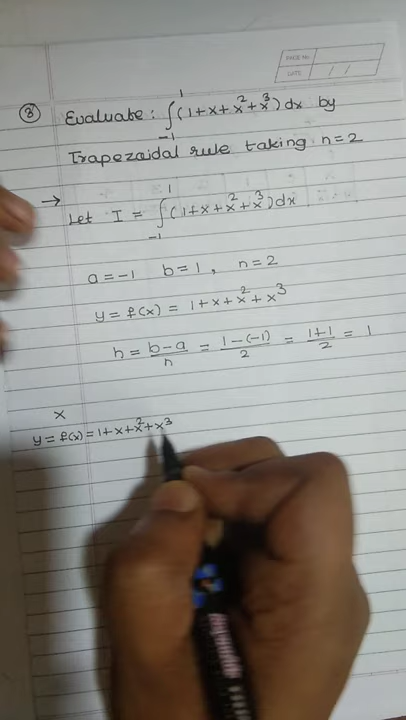 PAGE No.
DATE / /
③ Evaluate : ∫₋₁¹ (1+x+x²+x³) dx by
Trapezoidal rule taking n=2
→ Let I = ∫₋₁¹ (1+x+x²+x³) dx
a = -1 b = 1 , n = 2
y = f(x) = 1+x+x²+x³
h = (b-a)/n = (1-(-1))/2 = (1+1)/2 = 1
x
y = f(x) = 1+x+x²+x³